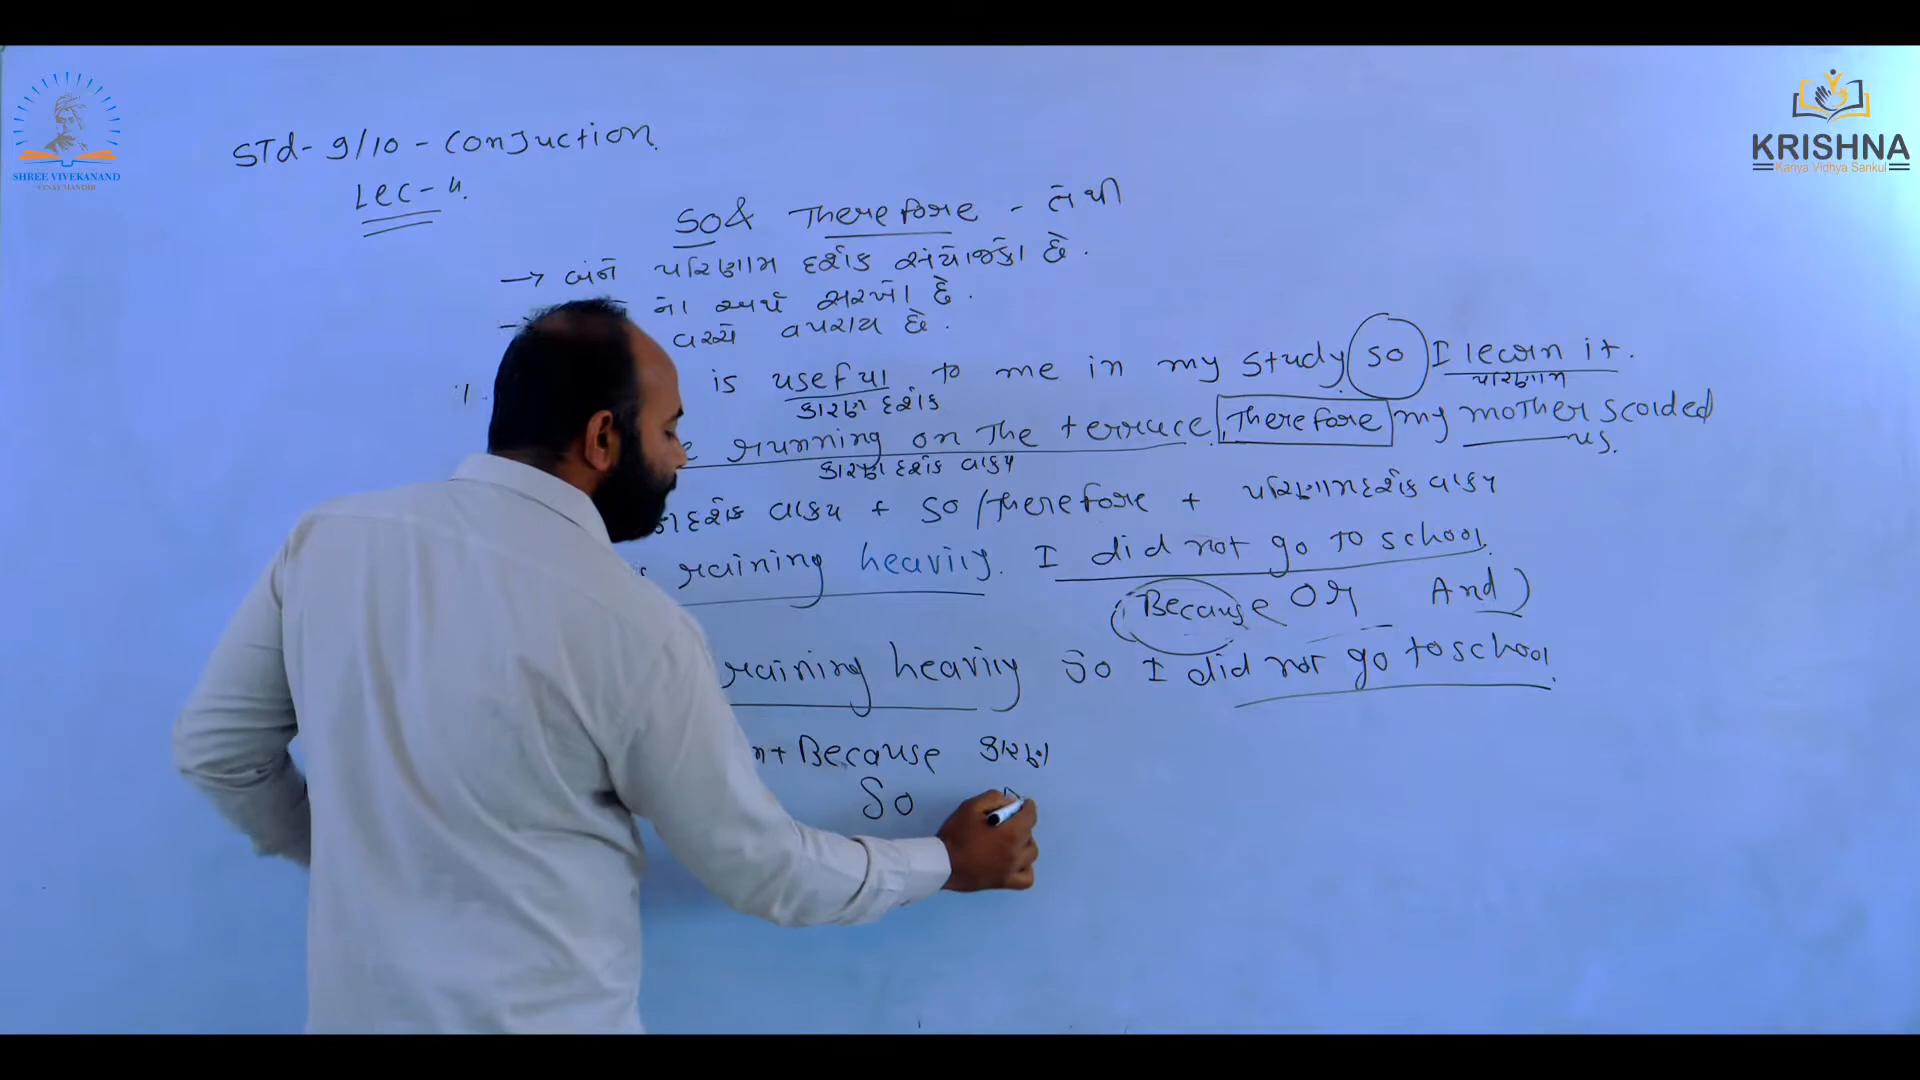 SHREE VIVEKANAND
VIDHYAMANDIR
KRISHNA
Kanya Vidhya Sankul
STd- 9/10 - Conjuction.
Lec - 4.
So & Therefore - તેથી
→ બંને પરિણામ દર્શક સંયોજકો છે.
નો અર્થ સરખો છે.
વચ્ચે વપરાય છે.
1. is useful to me in my study so I learn it.
કારણ દર્શક પરિણામ
running on the terrace, Therefore my mother scolded us.
કારણ દર્શક વાક્ય
દર્શક વાક્ય + so / Therefore + પરિણામદર્શક વાક્ય
raining heavily. I did not go to school.
(Because or And)
raining heavily so I did not go to school.
n + Because કારણ
So